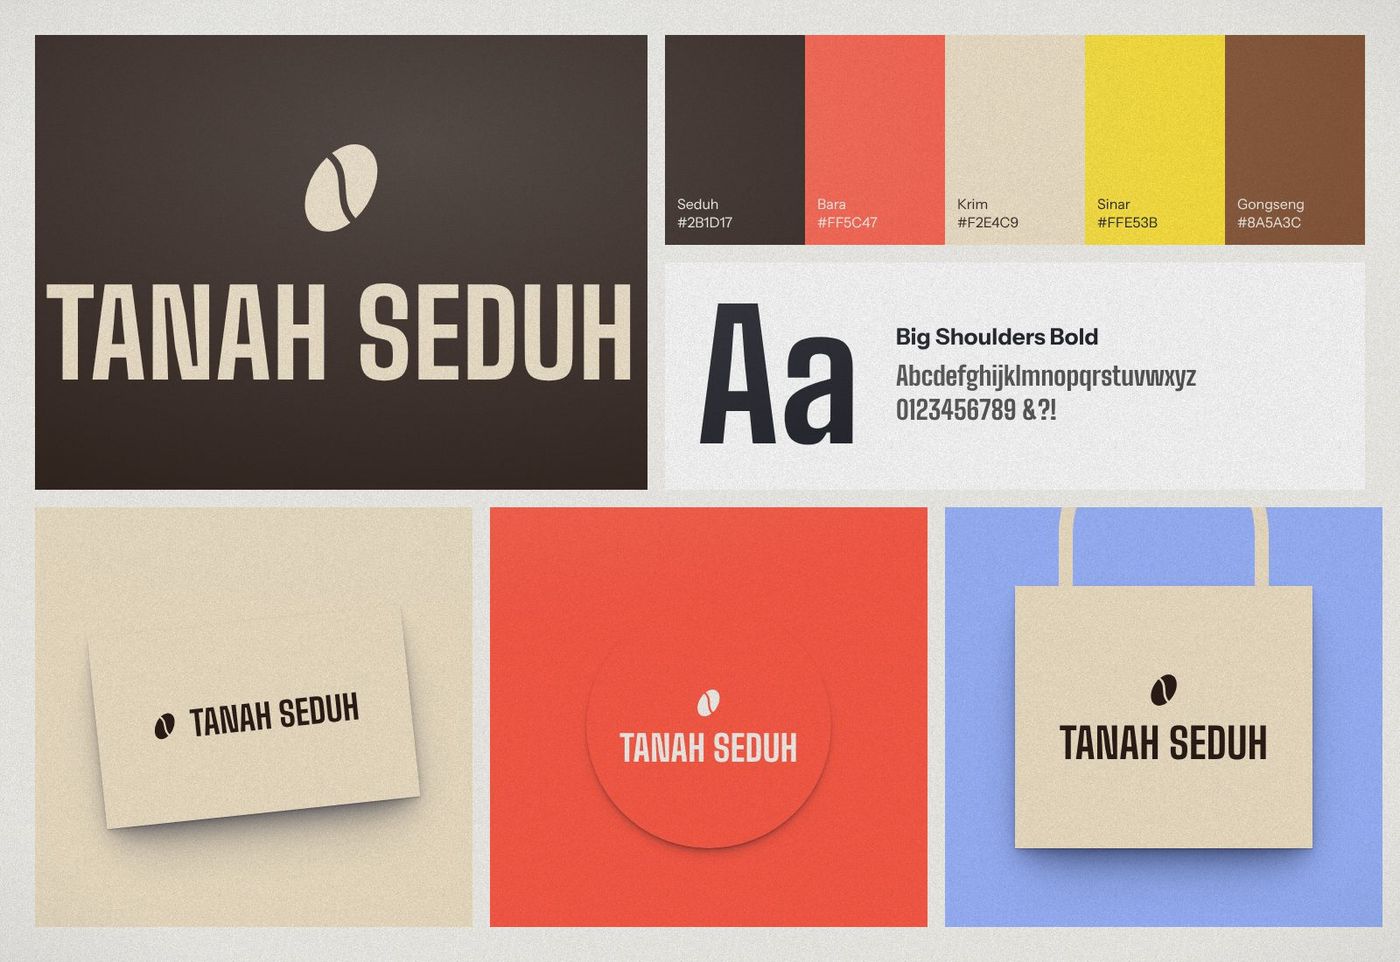 TANAH SEDUH
Seduh
#2B1D17
Bara
#FF5C47
Krim
#F2E4C9
Sinar
#FFE53B
Gongseng
#8A5A3C
Aa
Big Shoulders Bold
Abcdefghijklmnopqrstuvwxyz
0123456789 &?!
TANAH SEDUH
TANAH SEDUH
TANAH SEDUH